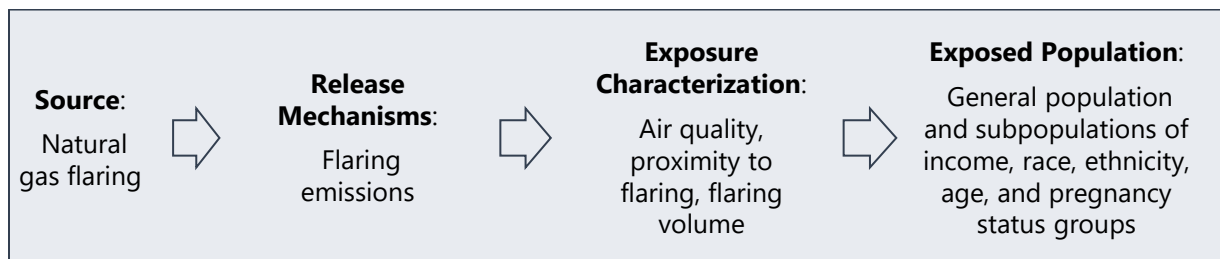 Source:
Natural
gas flaring
Release
Mechanisms:
Flaring
emissions
Exposure
Characterization:
Air quality,
proximity to
flaring, flaring
volume
Exposed Population:
General population
and subpopulations of
income, race, ethnicity,
age, and pregnancy
status groups